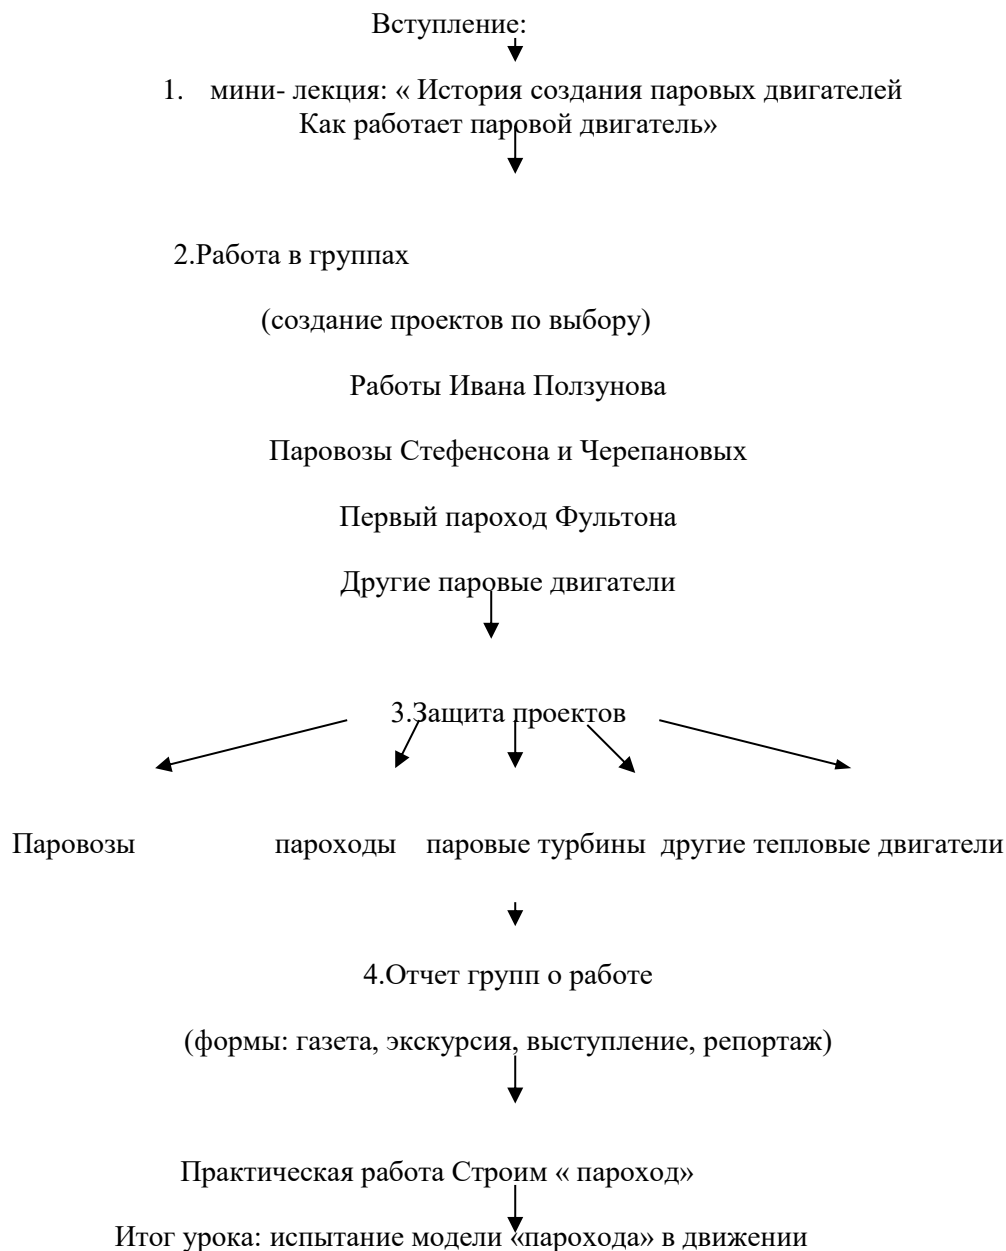 Вступление:
1. мини- лекция: « История создания паровых двигателей
Как работает паровой двигатель»
2.Работа в группах
(создание проектов по выбору)
Работы Ивана Ползунова
Паровозы Стефенсона и Черепановых
Первый пароход Фультона
Другие паровые двигатели
3.Защита проектов
Паровозы пароходы паровые турбины другие тепловые двигатели
4.Отчет групп о работе
(формы: газета, экскурсия, выступление, репортаж)
Практическая работа Строим « пароход»
Итог урока: испытание модели «парохода» в движении